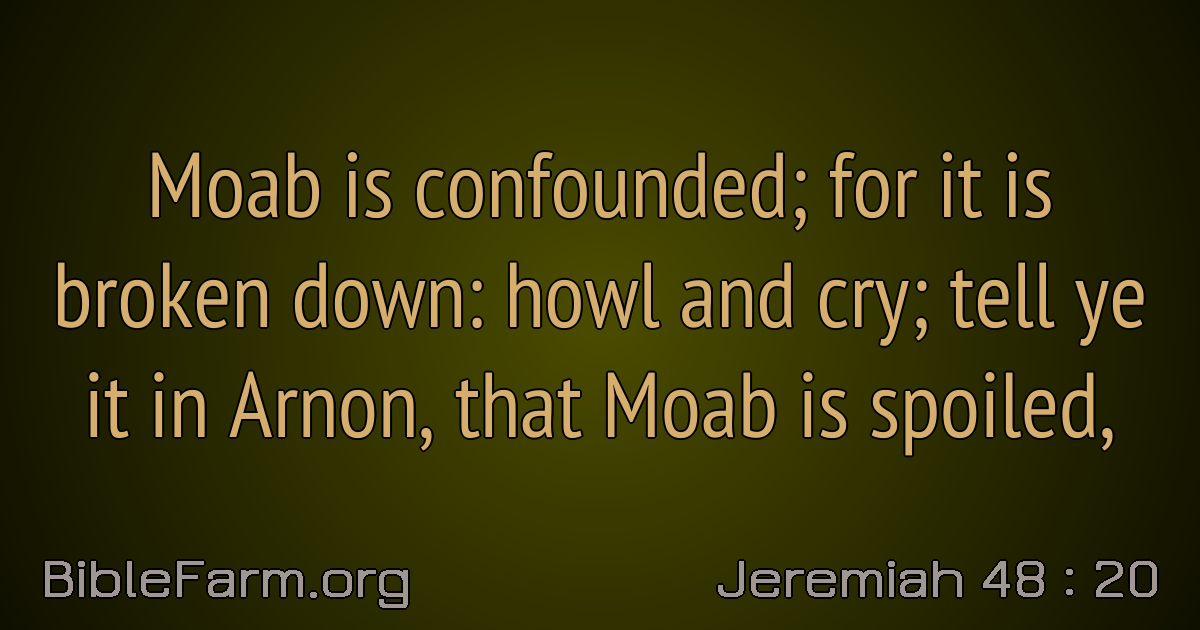 Moab is confounded; for it is
broken down: howl and cry; tell ye
it in Arnon, that Moab is spoiled,
BibleFarm.org
Jeremiah 48 : 20